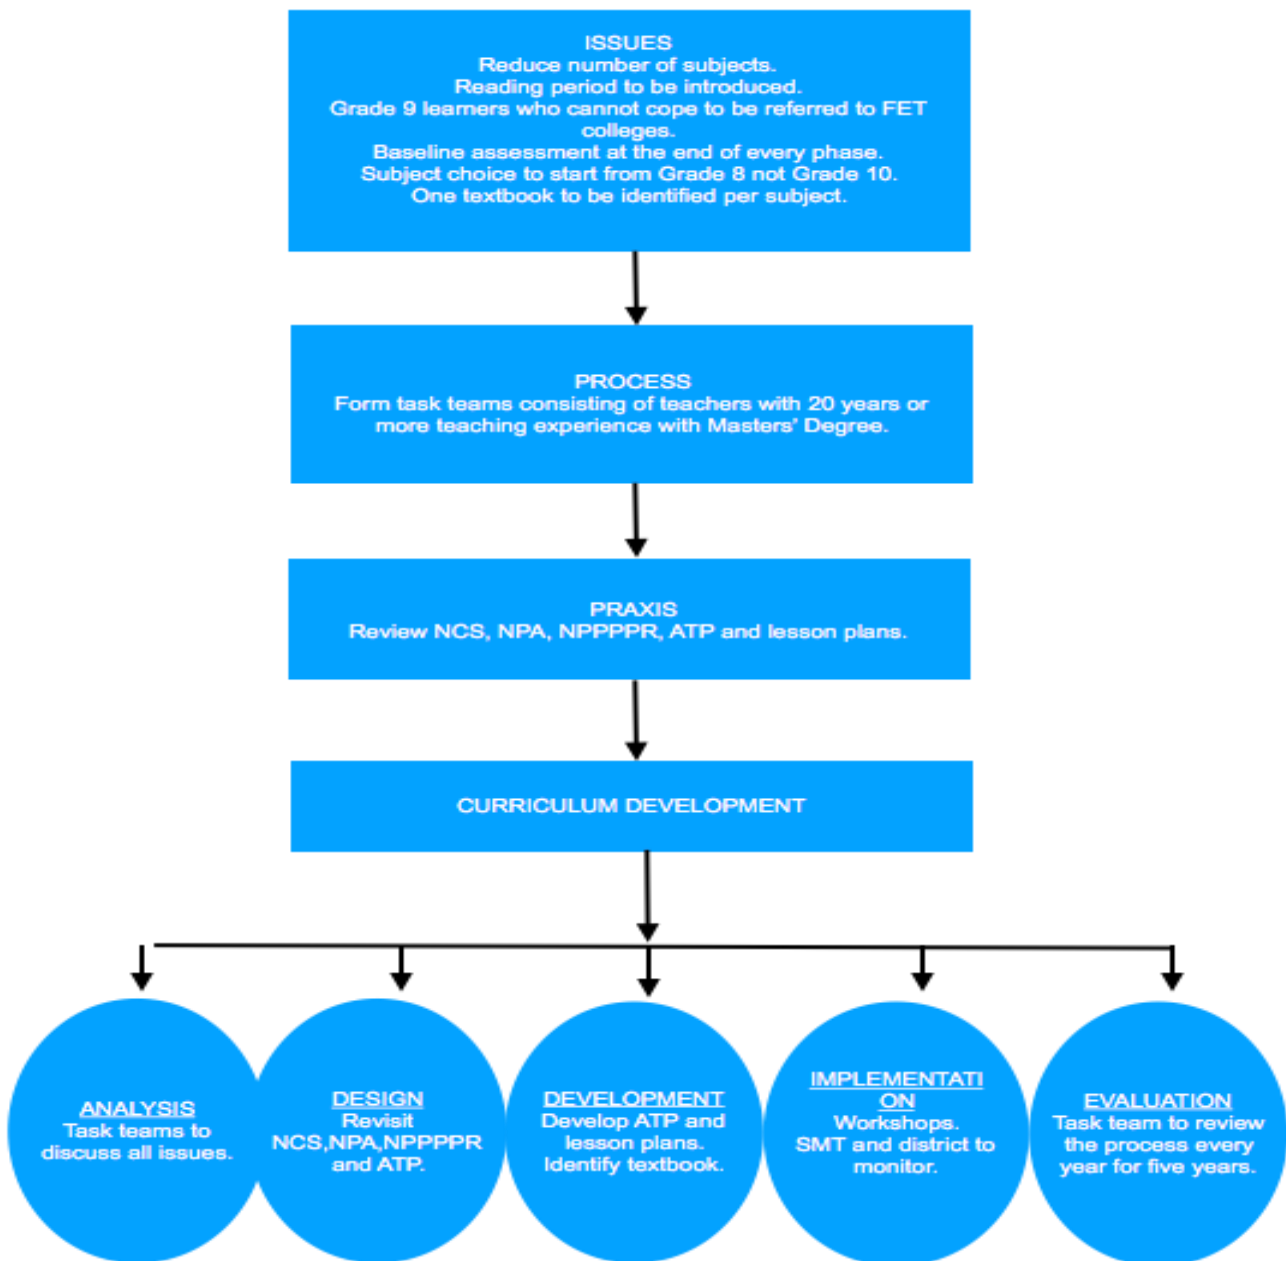 ISSUES
Reduce number of subjects.
Reading period to be introduced.
Grade 9 learners who cannot cope to be referred to FET
colleges.
Baseline assessment at the end of every phase.
Subject choice to start from Grade 8 not Grade 10.
One textbook to be identified per subject.
PROCESS
Form task teams consisting of teachers with 20 years or
more teaching experience with Masters' Degree.
PRAXIS
Review NCS, NPA, NPPPPR, ATP and lesson plans.
CURRICULUM DEVELOPMENT
ANALYSIS
Task teams to
discuss all issues.
DESIGN
Revisit
NCS,NPA,NPPPPR
and ATP.
DEVELOPMENT
Develop ATP and
lesson plans.
Identify textbook.
IMPLEMENTATI
ON
Workshops.
SMT and district to
monitor.
EVALUATION
Task team to review
the process every
year for five years.